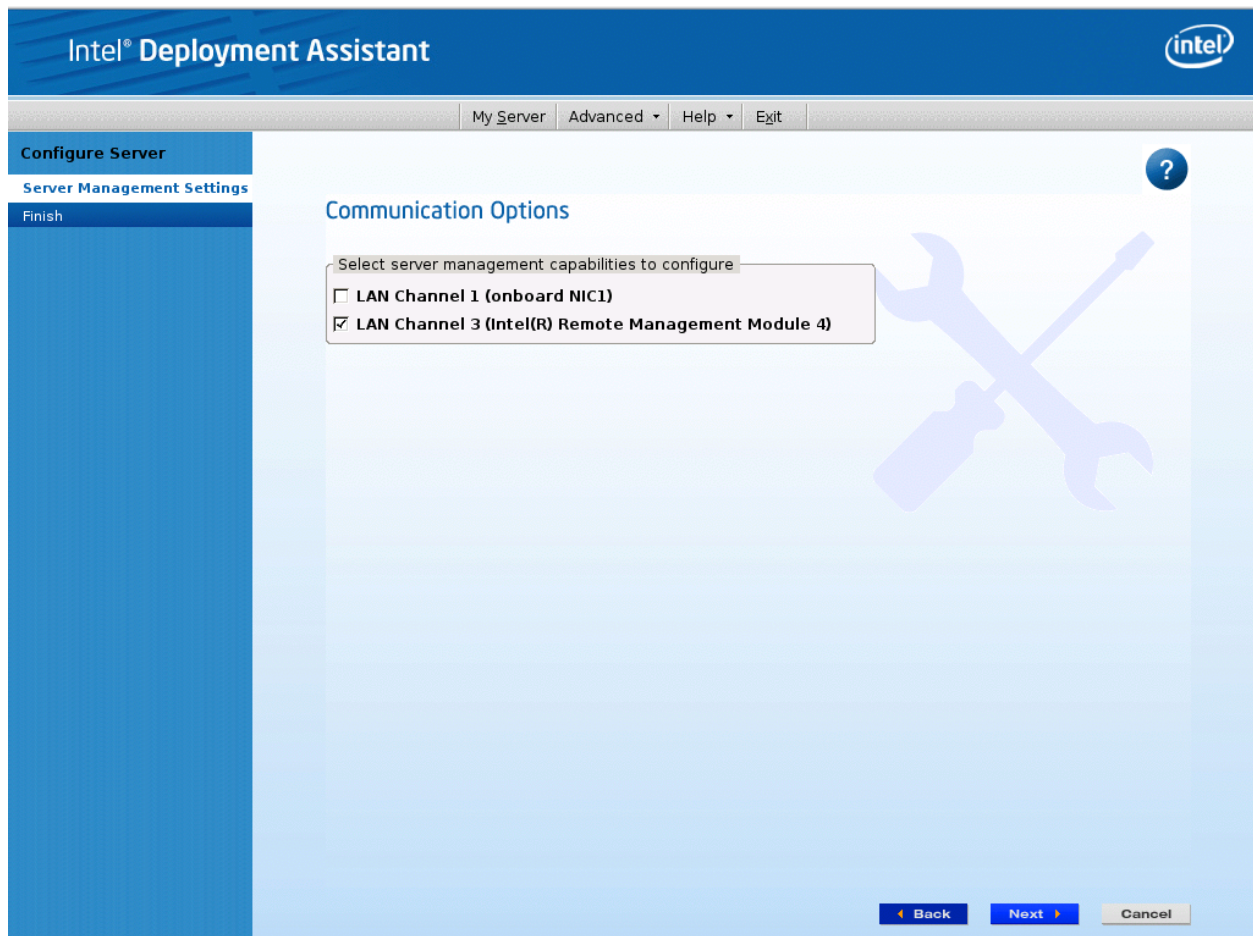 Intel® Deployment Assistant
intel
My Server Advanced Help Exit
Configure Server
Server Management Settings
Finish
?
Communication Options
Select server management capabilities to configure
LAN Channel 1 (onboard NIC1)
LAN Channel 3 (Intel(R) Remote Management Module 4)
Back Next Cancel